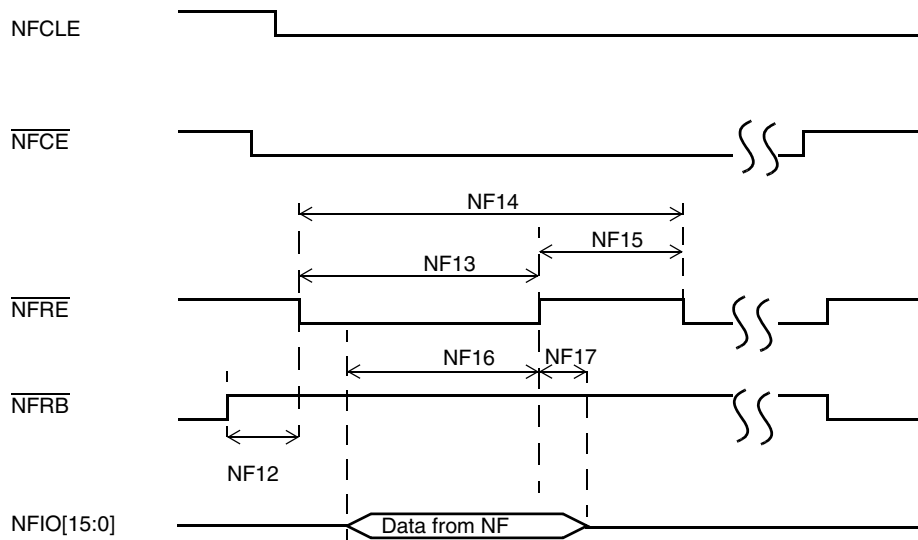 NFCLE
NFCE
NF14
NF15
NF13
NFRE
NF16
NF17
NFRB
NF12
NFIO[15:0]
Data from NF